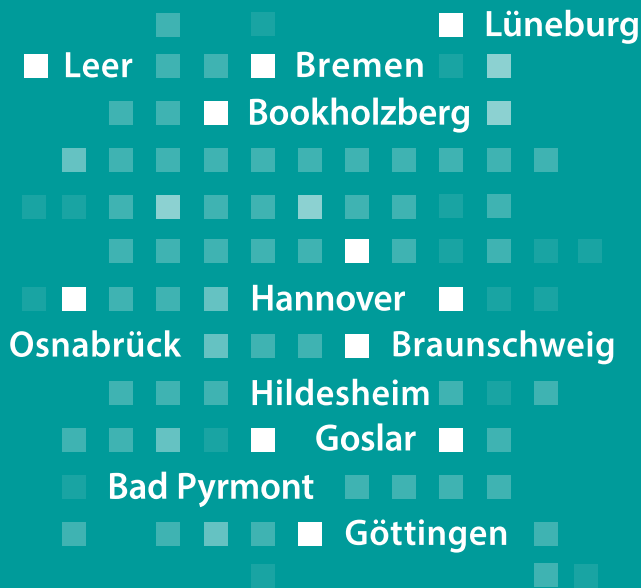 Lüneburg
Leer
Bremen
Bookholzberg
Hannover
Osnabrück
Braunschweig
Hildesheim
Goslar
Bad Pyrmont
Göttingen